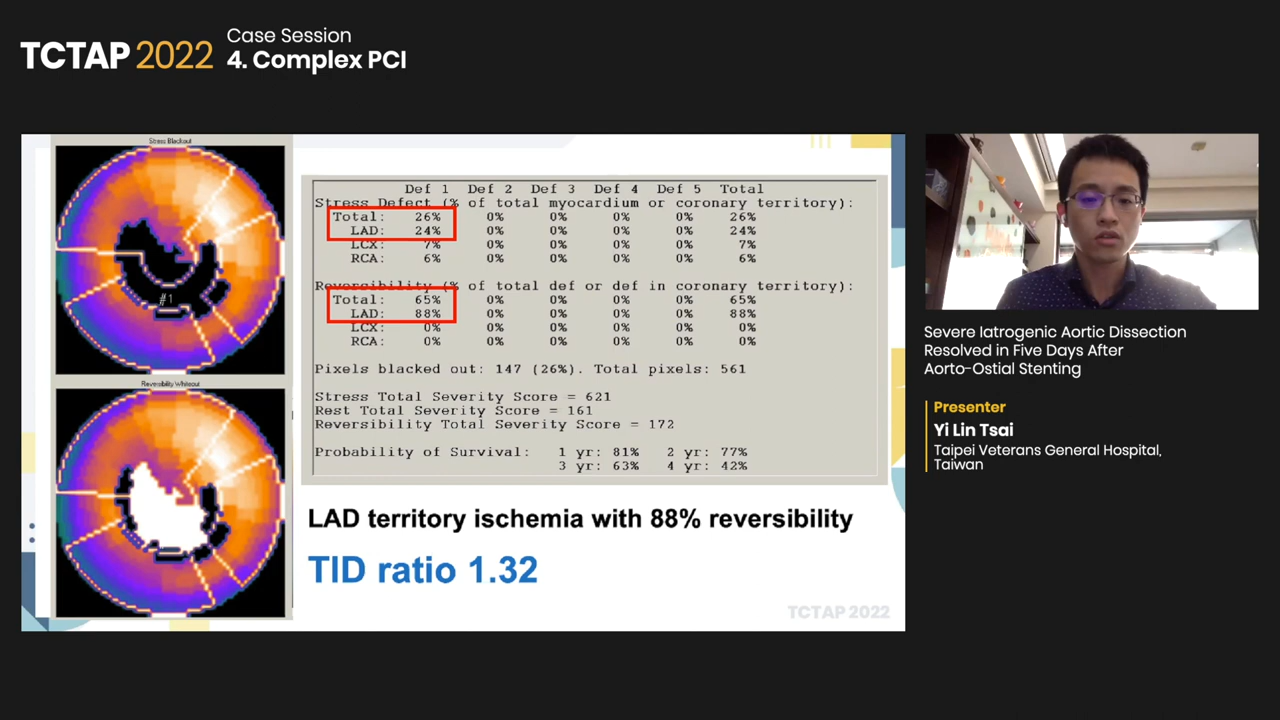 TCTAP 2022
Case Session
4. Complex PCI
Stress Blackout
#1
Reversibility Whiteout
Def 1 Def 2 Def 3 Def 4 Def 5 Total
Stress Defect (% of total myocardium or coronary territory):
Total: 26% 0% 0% 0% 0% 26%
LAD: 24% 0% 0% 0% 0% 24%
LCX: 7% 0% 0% 0% 0% 7%
RCA: 6% 0% 0% 0% 0% 6%
Reversibility (% of total def or def in coronary territory):
Total: 65% 0% 0% 0% 0% 65%
LAD: 88% 0% 0% 0% 0% 88%
LCX: 0% 0% 0% 0% 0% 0%
RCA: 0% 0% 0% 0% 0% 0%
Pixels blacked out: 147 (26%). Total pixels: 561
Stress Total Severity Score = 621
Rest Total Severity Score = 161
Reversibility Total Severity Score = 172
Probability of Survival: 1 yr: 81% 2 yr: 77%
3 yr: 63% 4 yr: 42%
LAD territory ischemia with 88% reversibility
TID ratio 1.32
TCTAP 2022
Severe Iatrogenic Aortic Dissection
Resolved in Five Days After
Aorto-Ostial Stenting
Presenter
Yi Lin Tsai
Taipei Veterans General Hospital,
Taiwan